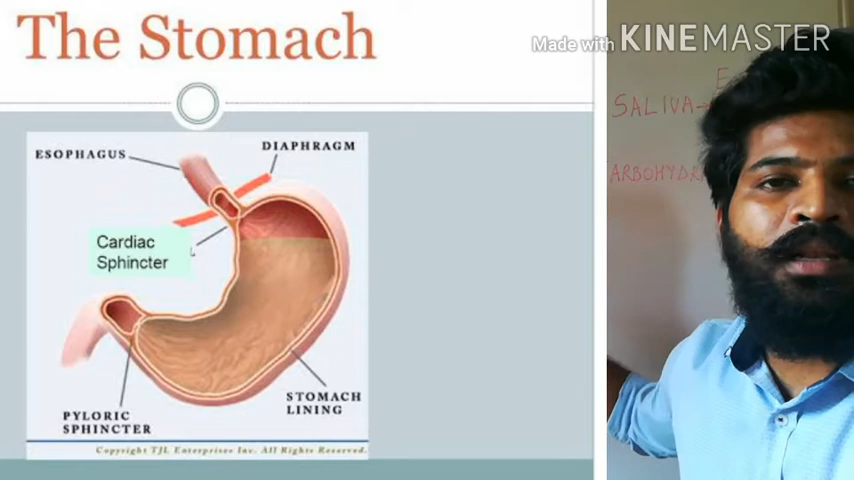 The Stomach
Made with KINEMASTER
SALIVA→
ESOPHAGUS
DIAPHRAGM
Cardiac
Sphincter
STOMACH
LINING
PYLORIC
SPHINCTER
Copyright TJL Enterprises Inc. All Rights Reserved.